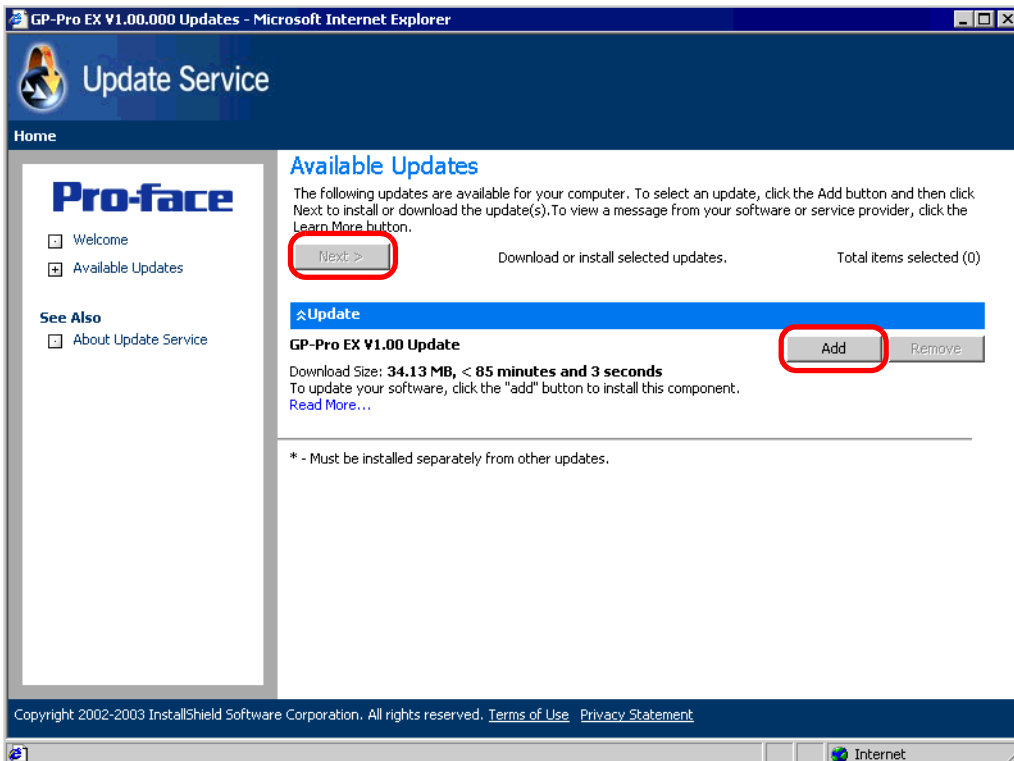 GP-Pro EX V1.00.000 Updates - Microsoft Internet Explorer
Update Service
Home
Pro-face
Welcome
Available Updates
See Also
About Update Service
Available Updates
The following updates are available for your computer. To select an update, click the Add button and then click
Next to install or download the update(s).To view a message from your software or service provider, click the
Learn More button.
Next >
Download or install selected updates.
Total items selected (0)
Update
GP-Pro EX V1.00 Update
Add
Remove
Download Size: 34.13 MB, < 85 minutes and 3 seconds
To update your software, click the "add" button to install this component.
Read More...
* - Must be installed separately from other updates.
Copyright 2002-2003 InstallShield Software Corporation. All rights reserved. Terms of Use Privacy Statement
Internet